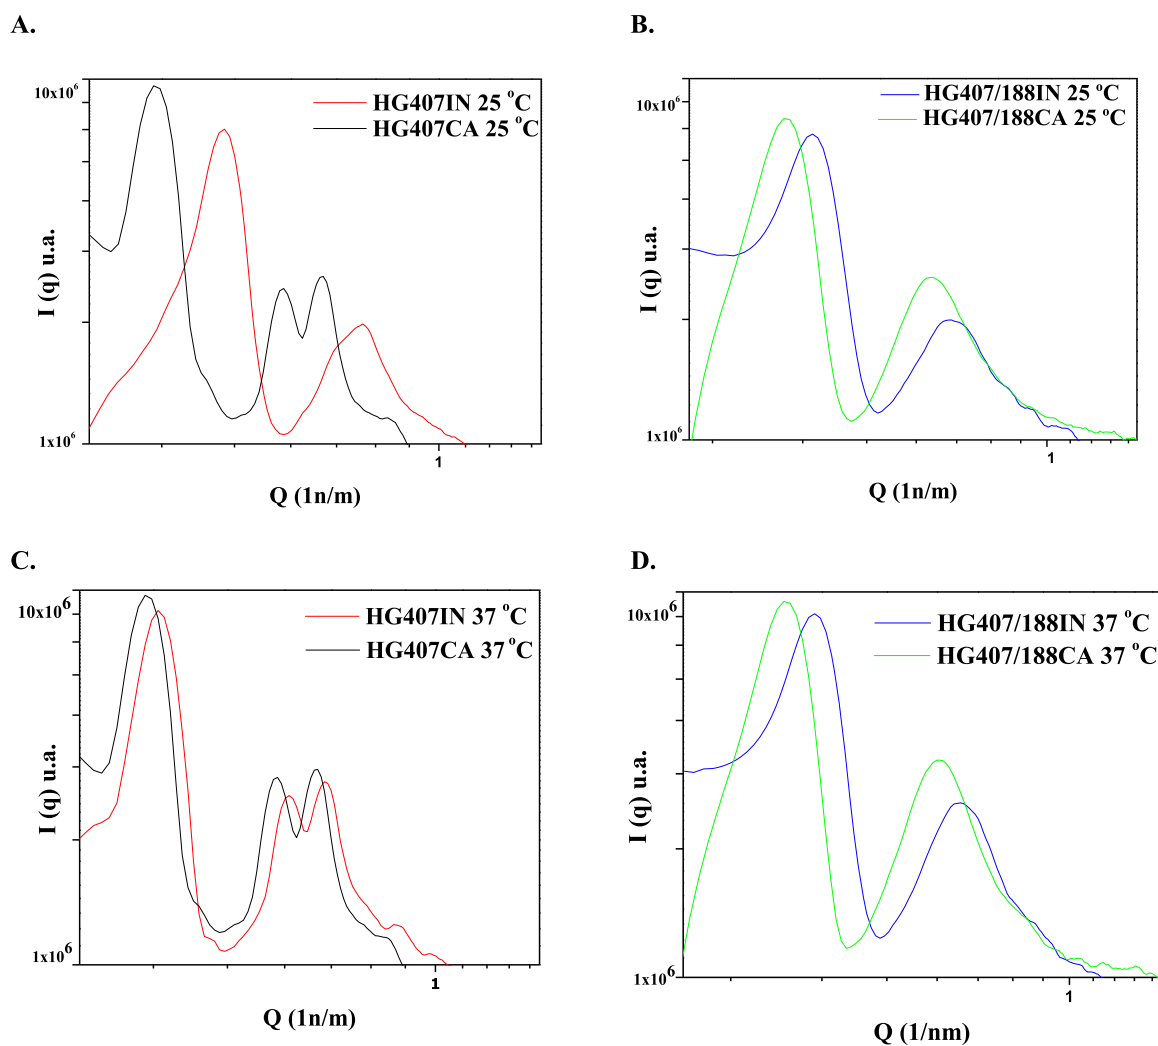 A.
10x10⁶
HG407IN 25 °C
HG407CA 25 °C
I (q) u.a.
1x10⁶
1
Q (1n/m)
B.
10x10⁶
HG407/188IN 25 °C
HG407/188CA 25 °C
I (q) u.a.
1x10⁶
1
Q (1n/m)
C.
10x10⁶
HG407IN 37 °C
HG407CA 37 °C
I (q) u.a.
1x10⁶
1
Q (1n/m)
D.
10x10⁶
HG407/188IN 37 °C
HG407/188CA 37 °C
I (q) u.a.
1x10⁶
1
Q (1/nm)